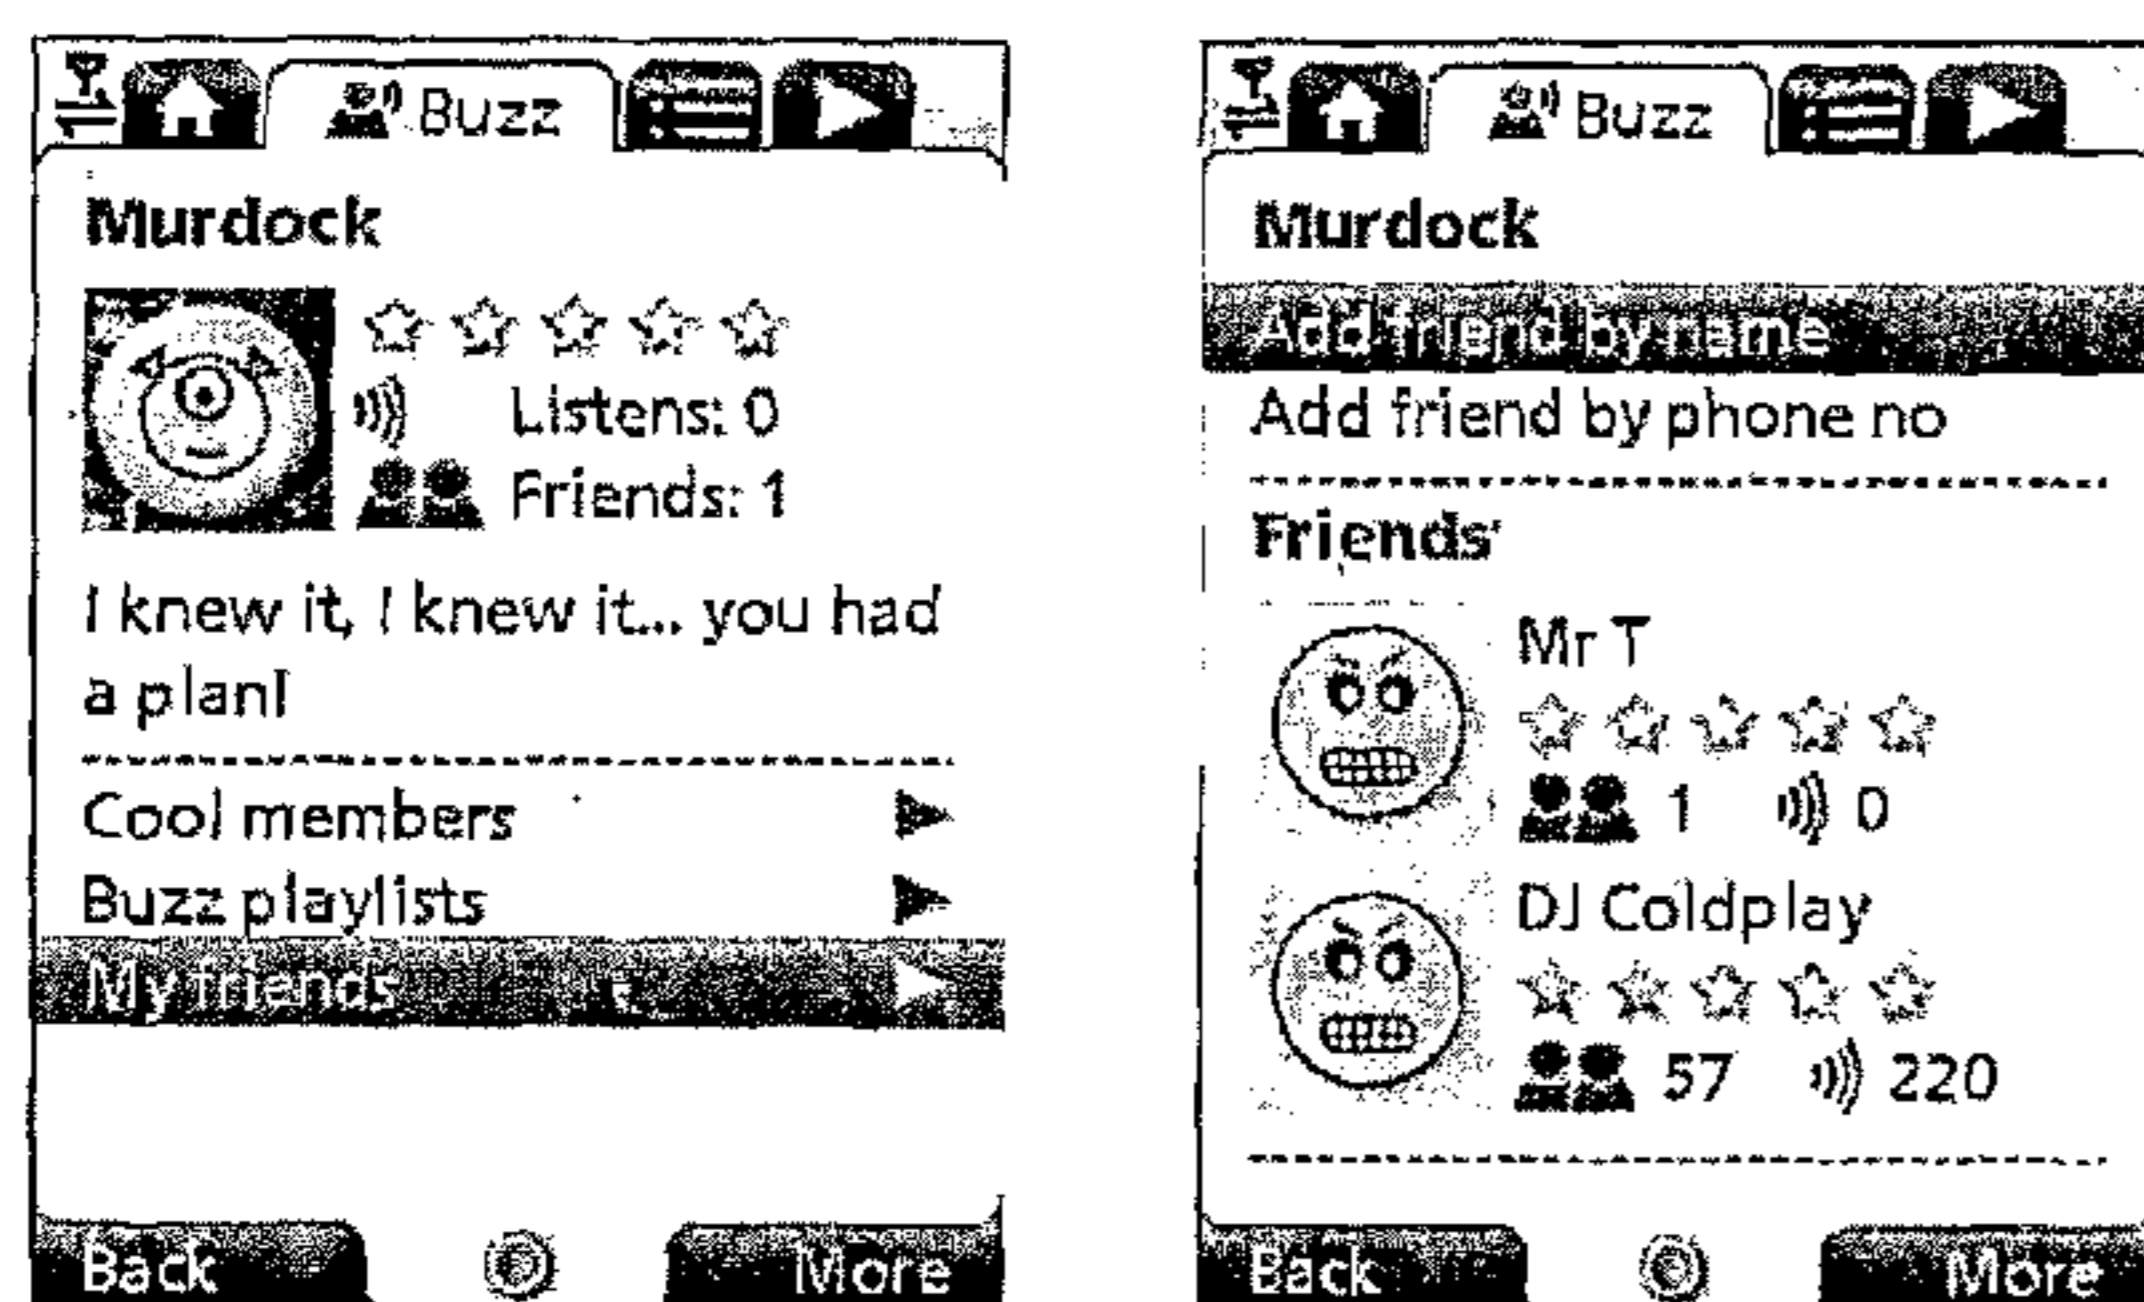 Buzz
Murdock
Listens: 0
Friends: 1
I knew it, I knew it... you had
a plan!
Cool members
Buzz playlists
My friends
Back
More
Buzz
Murdock
Add friend by name
Add friend by phone no
Friends
Mr T
1 0
DJ Coldplay
57 220
Back
More